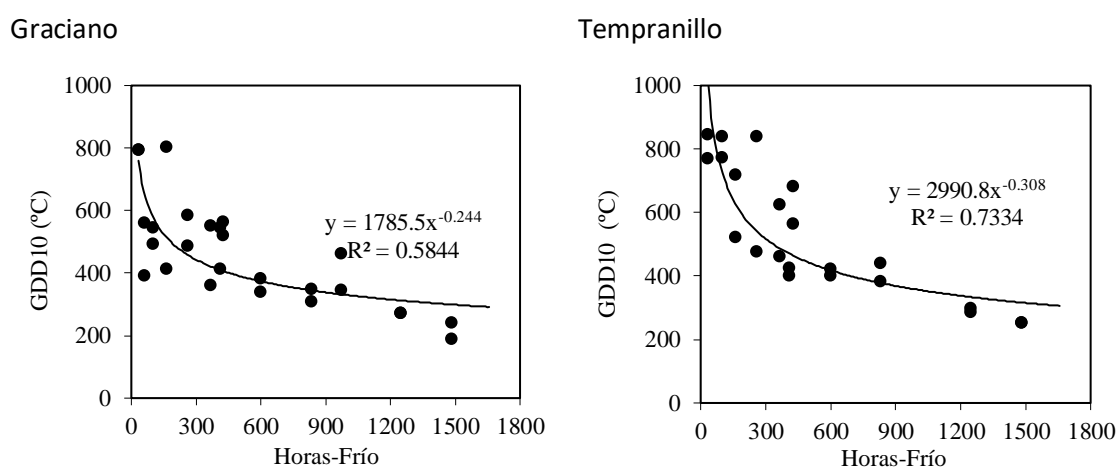 Graciano
Tempranillo
1000
800
600
400
200
0
GDD10 (ºC)
y = 1785.5x^-0.244
R² = 0.5844
0 300 600 900 1200 1500 1800
Horas-Frío
1000
800
600
400
200
0
GDD10 (ºC)
y = 2990.8x^-0.308
R² = 0.7334
0 300 600 900 1200 1500 1800
Horas-Frío